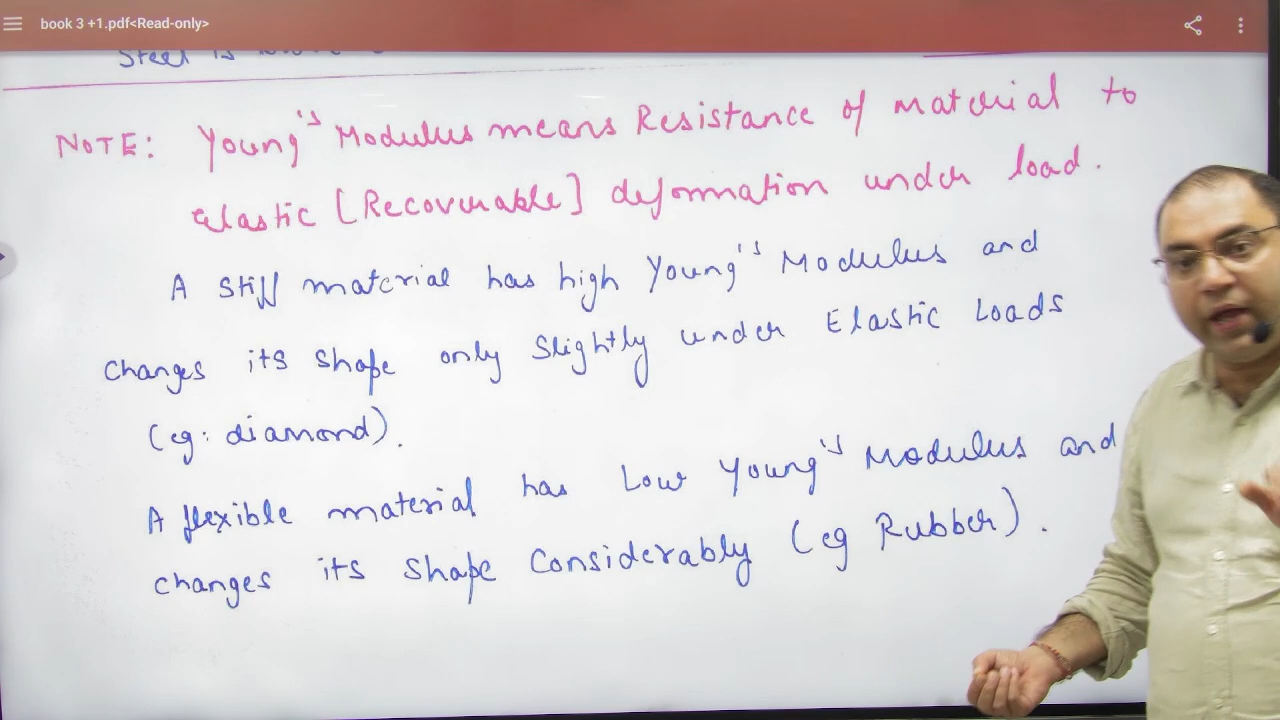 book 3 +1.pdf<Read-only>
Steel is
NOTE: Young's Modulus means Resistance of material to
elastic [Recoverable] deformation under load.
A stiff material has high Young's Modulus and
changes its shape only slightly under Elastic Loads
(eg: diamond).
A flexible material has Low Young's Modulus and
changes its shape considerably (eg Rubber).